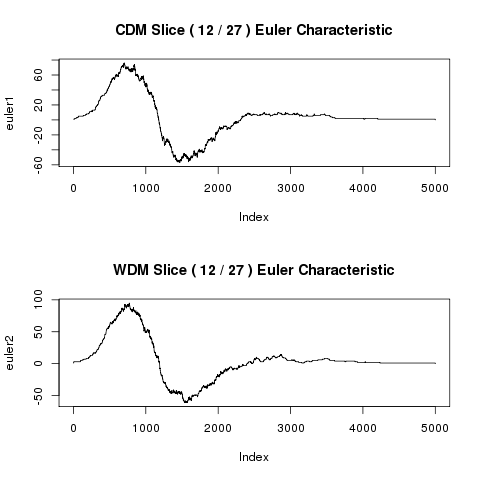 CDM Slice ( 12 / 27 ) Euler Characteristic
euler1
60
20
-20
-60
0 1000 2000 3000 4000 5000
Index
WDM Slice ( 12 / 27 ) Euler Characteristic
euler2
100
50
0
-50
0 1000 2000 3000 4000 5000
Index